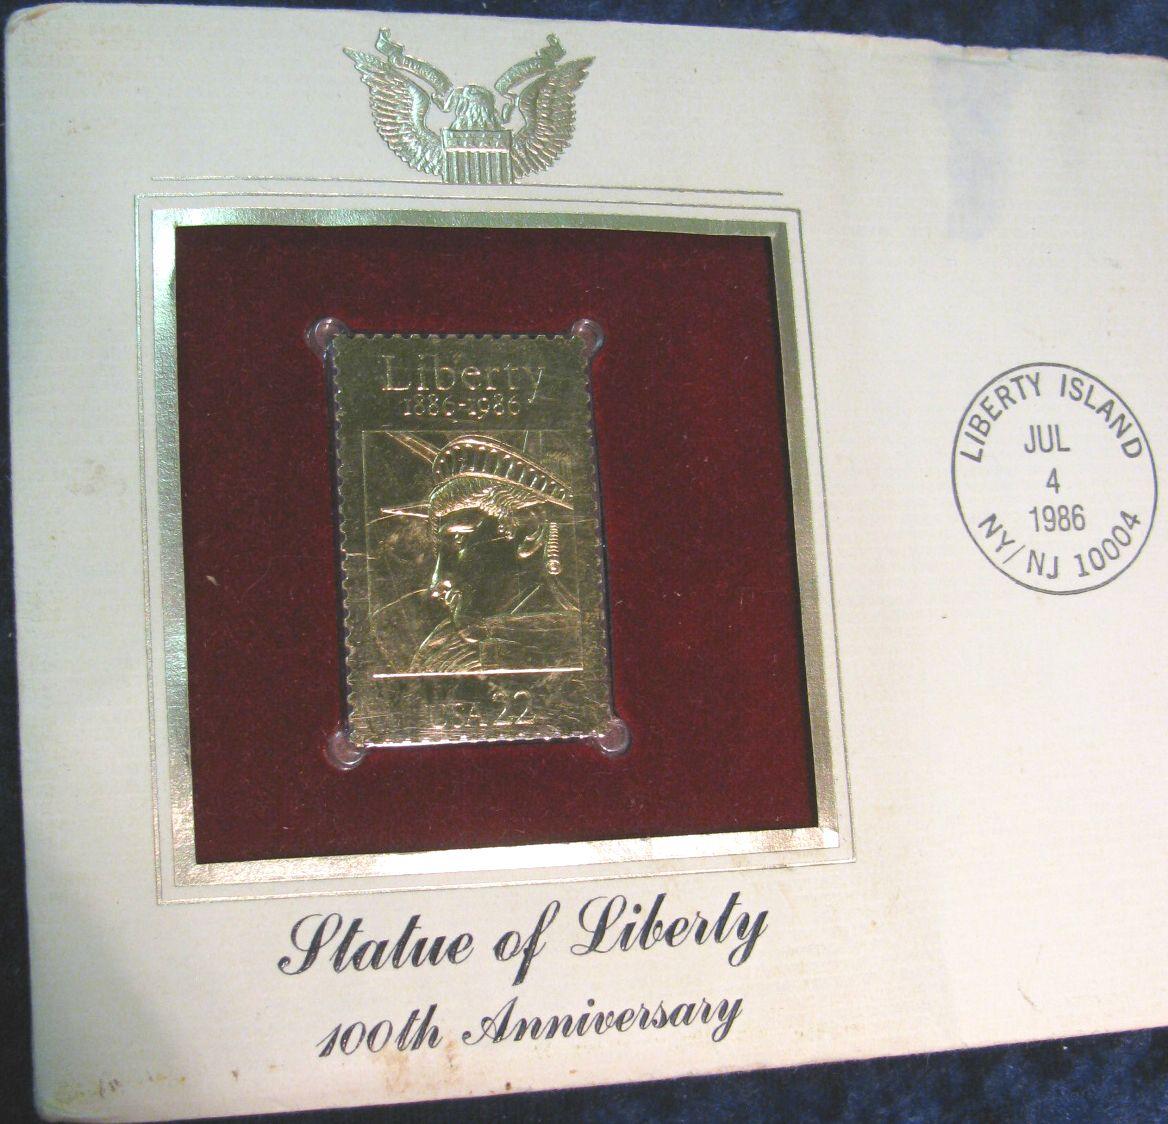 Liberty
1886-1986
USA 22
LIBERTY ISLAND
JUL
4
1986
NY/NJ 10004
Statue of Liberty
100th Anniversary